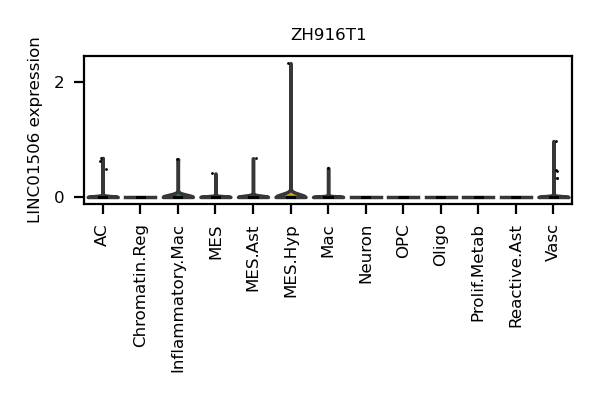 ZH916T1
LINC01506 expression
2
0
AC
Chromatin.Reg
Inflammatory.Mac
MES
MES.Ast
MES.Hyp
Mac
Neuron
OPC
Oligo
Prolif.Metab
Reactive.Ast
Vasc